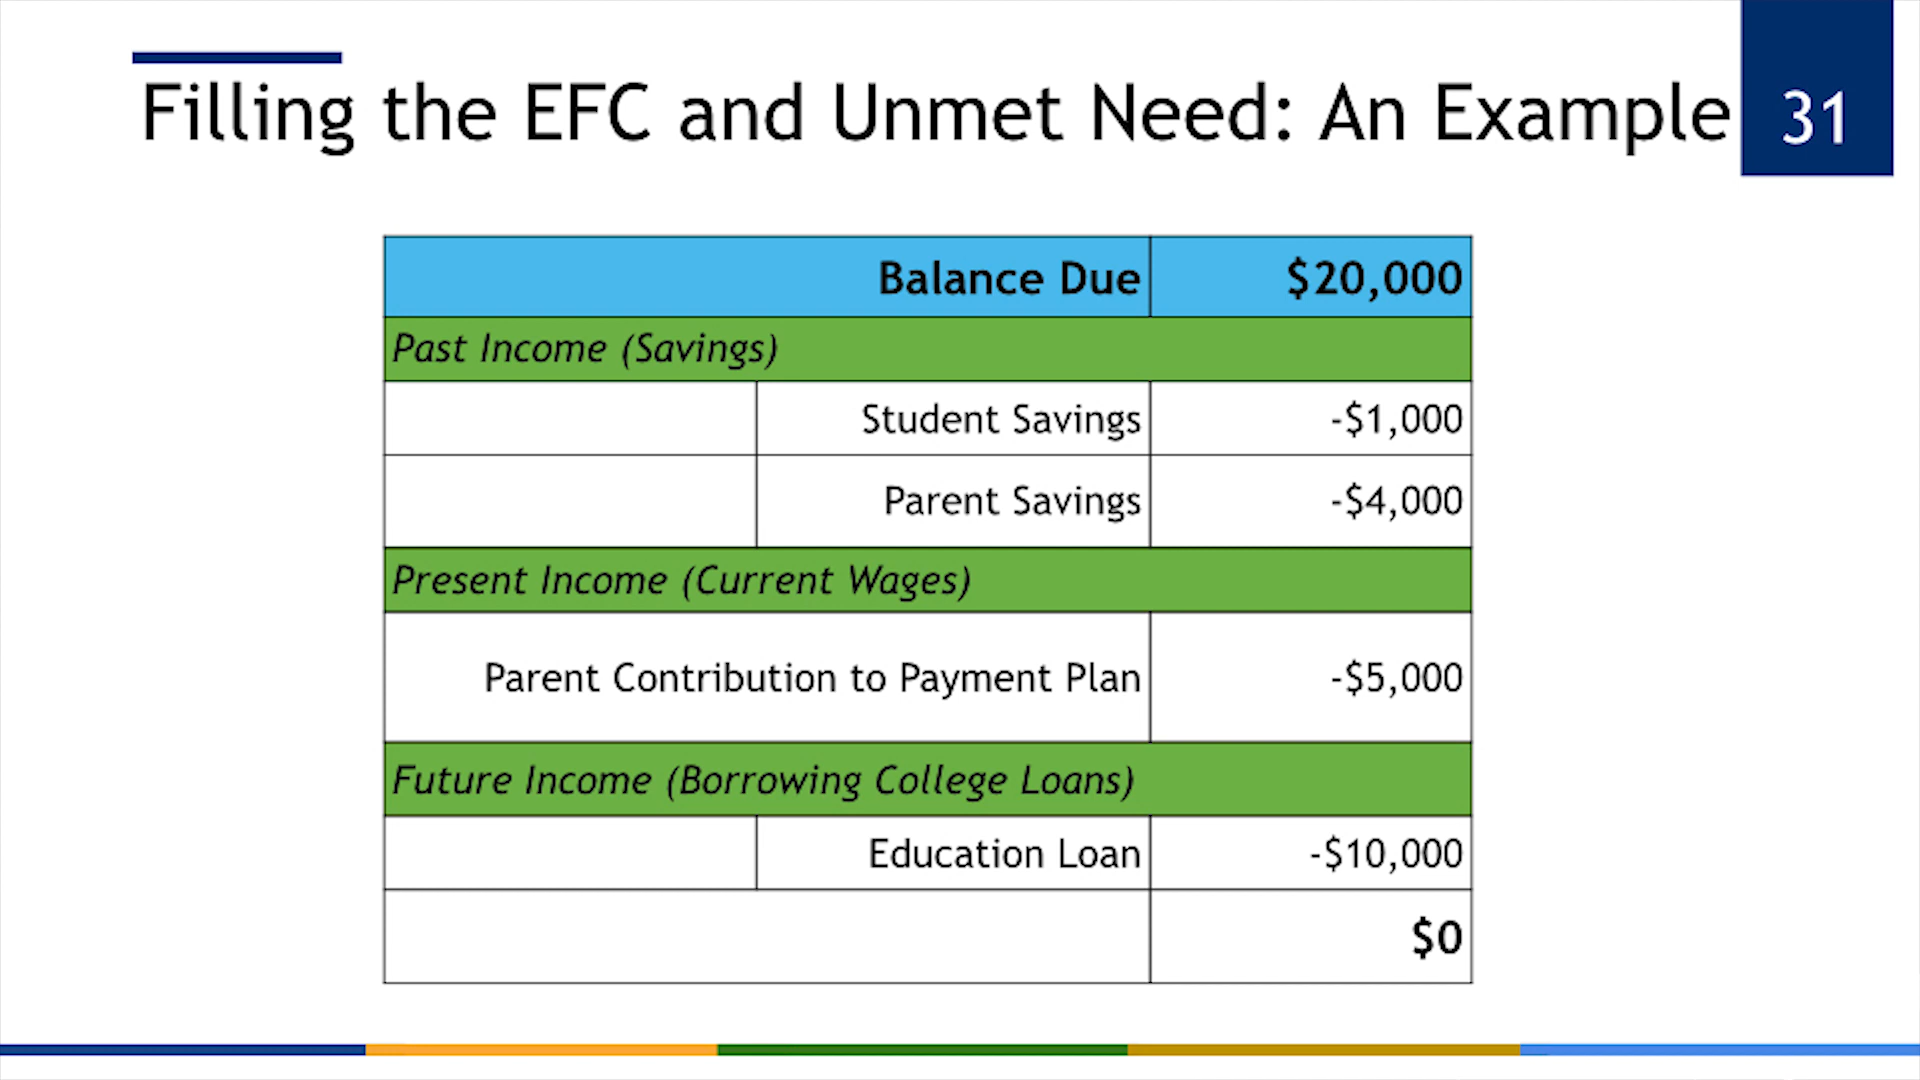 Filling the EFC and Unmet Need: An Example
31
Balance Due $20,000
Past Income (Savings)
Student Savings -$1,000
Parent Savings -$4,000
Present Income (Current Wages)
Parent Contribution to Payment Plan -$5,000
Future Income (Borrowing College Loans)
Education Loan -$10,000
$0